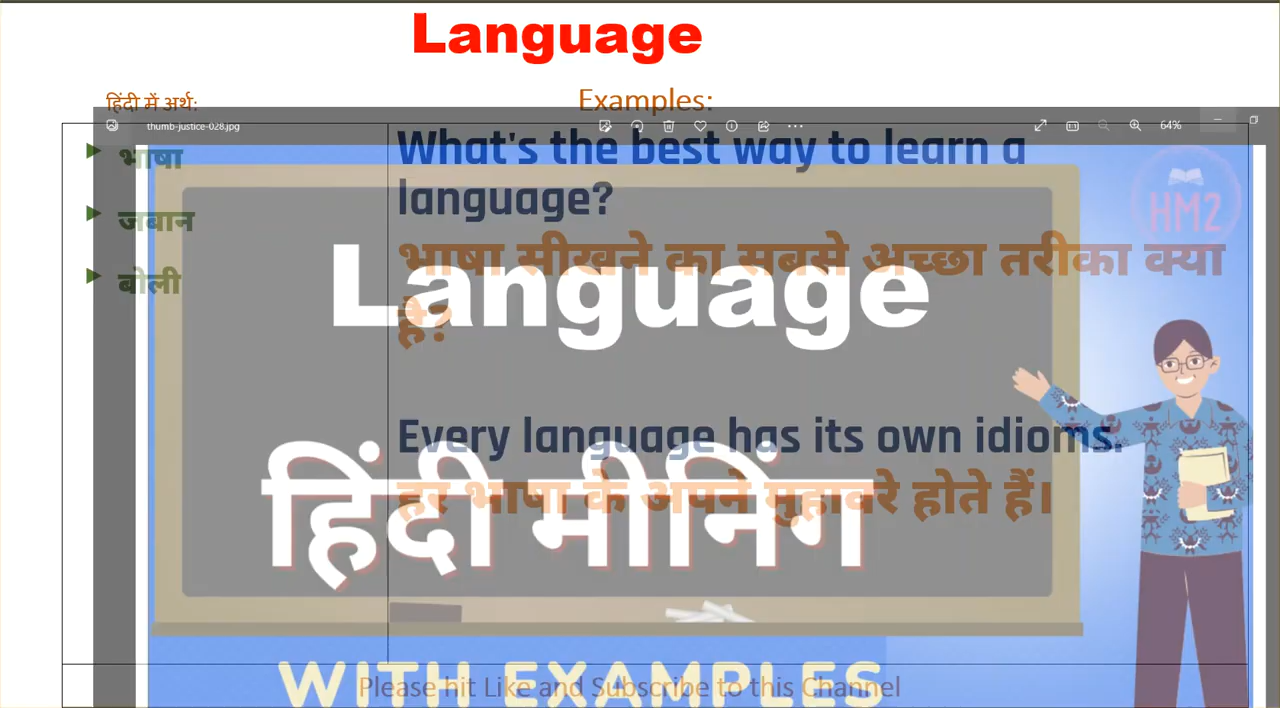 Language
हिंदी में अर्थ:
Examples:
thumb-justice-028.jpg
64%
भाषा
जबान
बोली
What's the best way to learn a
language?
भाषा सीखने का सबसे अच्छा तरीका क्या
है?
HM2
Language
Every language has its own idioms.
हर भाषा के अपने मुहावरे होते हैं।
हिंदी मीनिंग
WITH EXAMPLES
Please hit Like and Subscribe to this Channel